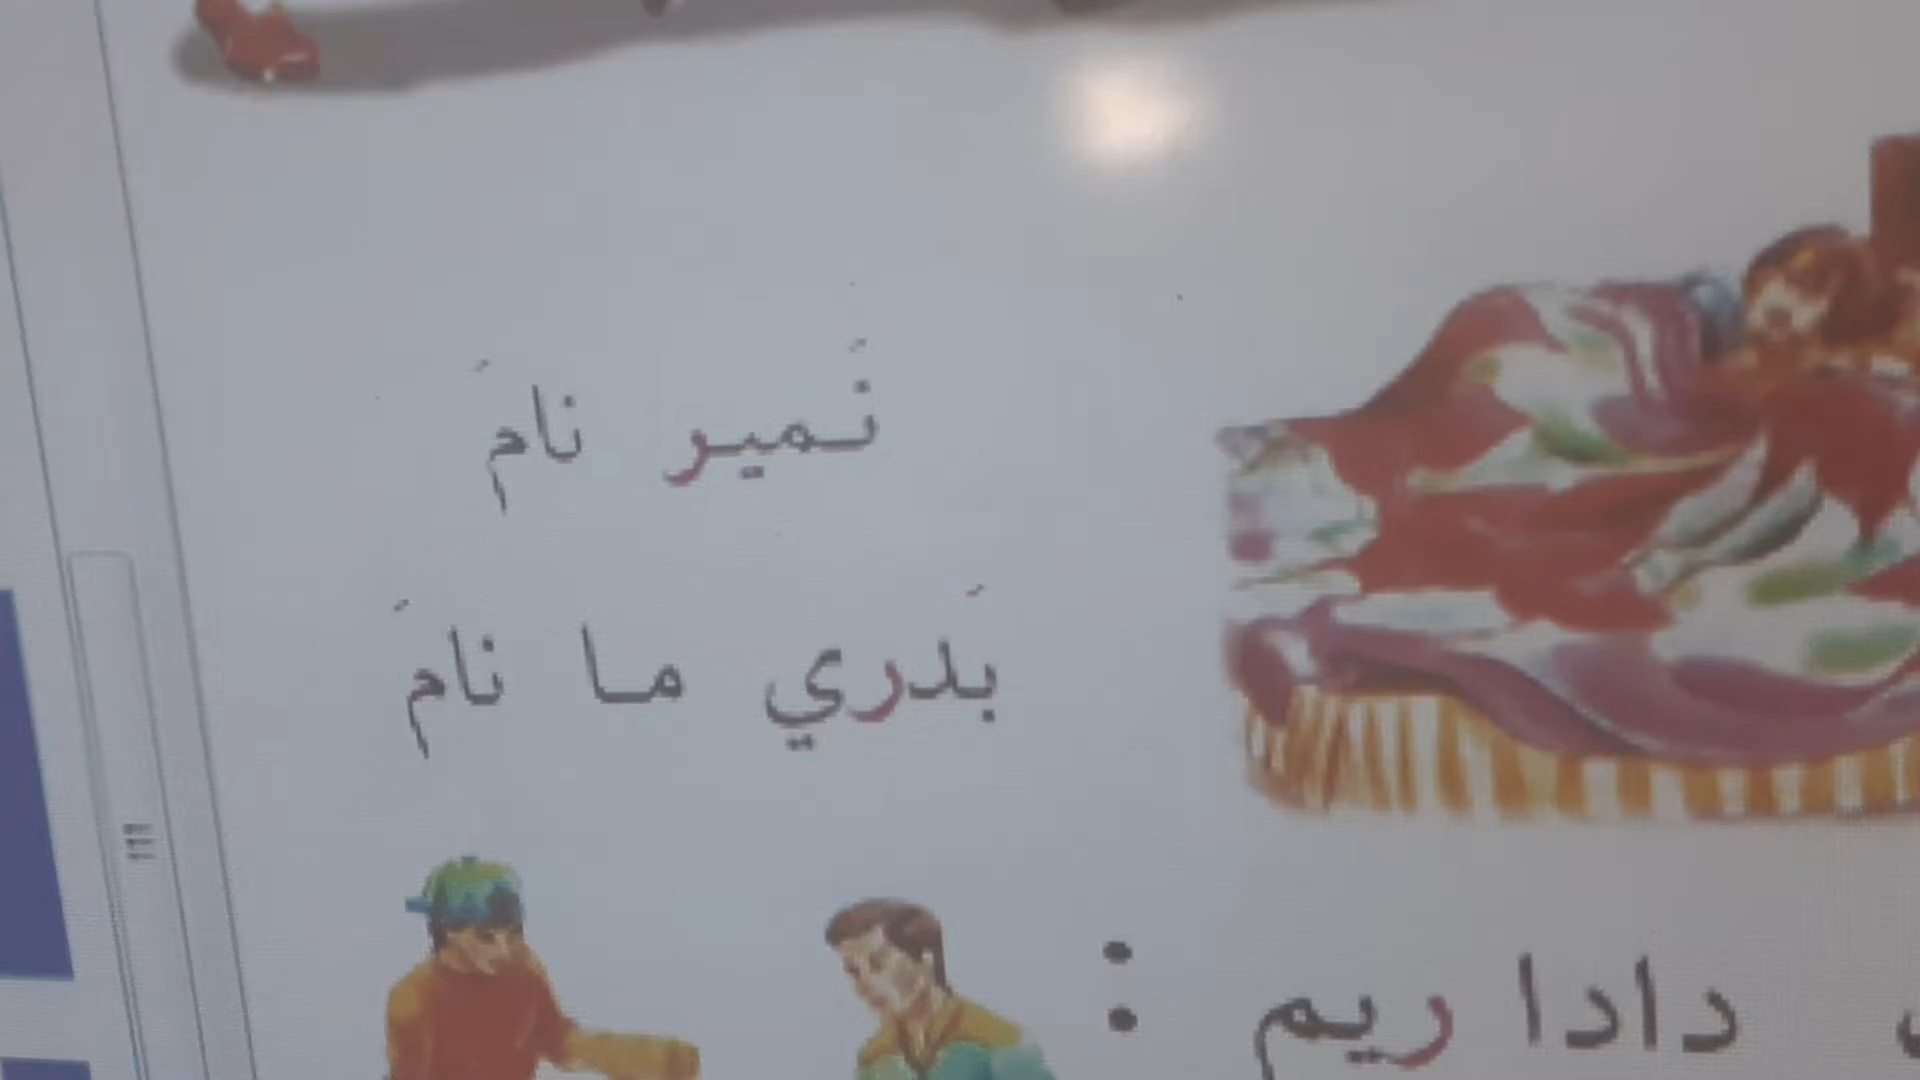 نَمير نامَ
بَدري ما نامَ
دادا ريم :